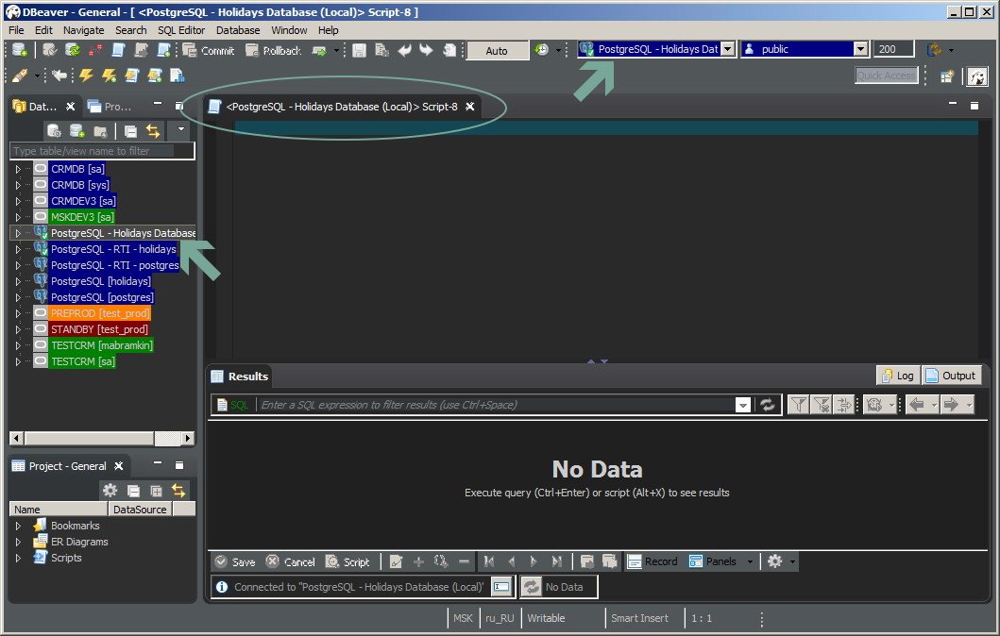 DBeaver - General - [ <PostgreSQL - Holidays Database (Local)> Script-8 ]
File Edit Navigate Search SQL Editor Database Window Help
Commit Rollback Auto PostgreSQL - Holidays Dat public 200
Quick Access
Dat... Pro...
<PostgreSQL - Holidays Database (Local)> Script-8
Type table/view name to filter
CRMDB [sa]
CRMDB [sys]
CRMDEV3 [sa]
MSKDEV3 [sa]
PostgreSQL - Holidays Database
PostgreSQL - RTI - holidays
PostgreSQL - RTI - postgres
PostgreSQL [holidays]
PostgreSQL [postgres]
PREPROD [test_prod]
STANDBY [test_prod]
TESTCRM [mabramkin]
TESTCRM [sa]
Results Log Output
SQL Enter a SQL expression to filter results (use Ctrl+Space)
No Data
Execute query (Ctrl+Enter) or script (Alt+X) to see results
Project - General
Name DataSource
Bookmarks
ER Diagrams
Scripts
Save Cancel Script Record Panels
Connected to "PostgreSQL - Holidays Database (Local)" No Data
MSK ru_RU Writable Smart Insert 1 : 1